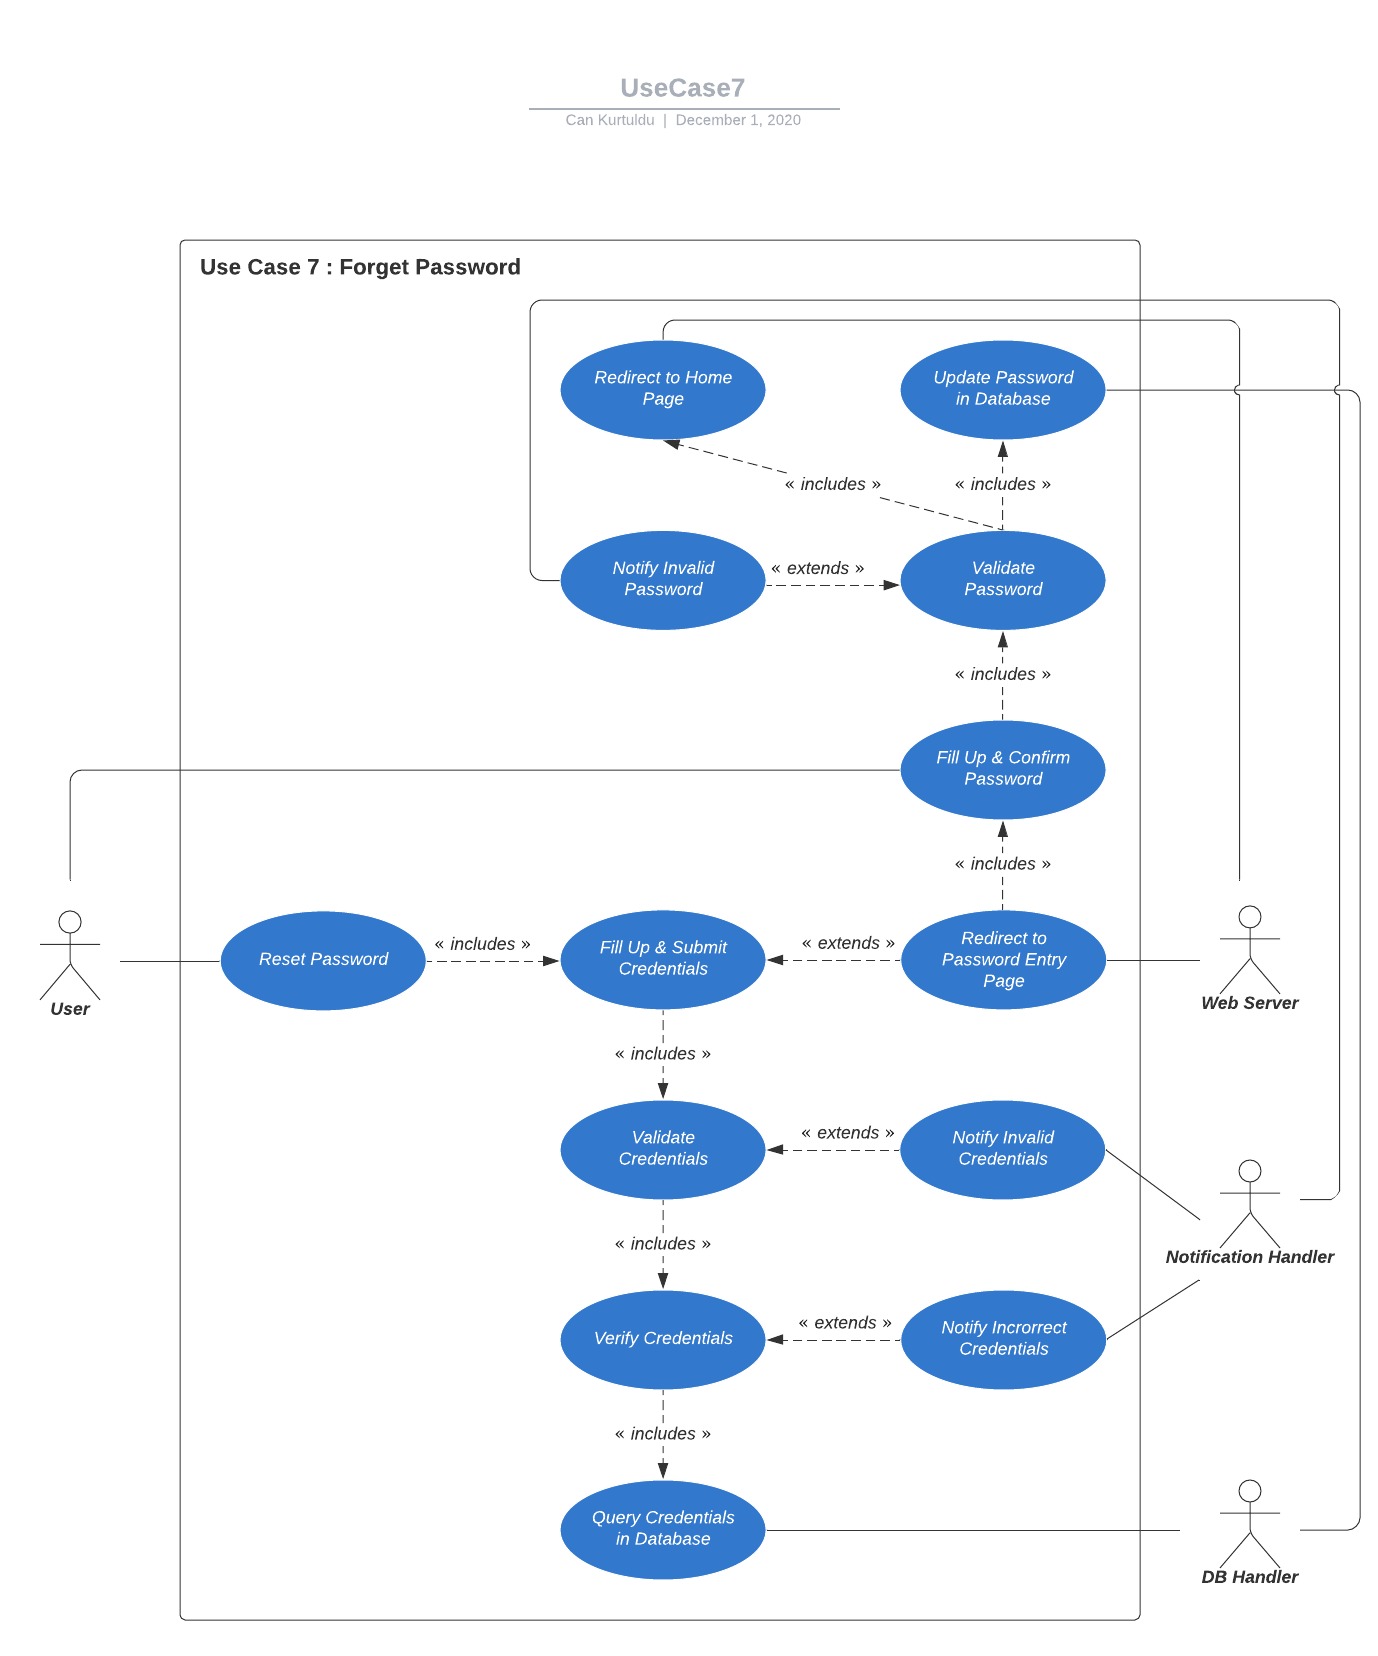 UseCase7
Can Kurtuldu | December 1, 2020
Use Case 7 : Forget Password
Redirect to Home
Page
Update Password
in Database
« includes »
« includes »
Notify Invalid
Password
« extends »
Validate
Password
« includes »
Fill Up & Confirm
Password
« includes »
User
Reset Password
« includes »
Fill Up & Submit
Credentials
« extends »
Redirect to
Password Entry
Page
Web Server
« includes »
Validate
Credentials
« extends »
Notify Invalid
Credentials
Notification Handler
« includes »
Verify Credentials
« extends »
Notify Incrorrect
Credentials
« includes »
Query Credentials
in Database
DB Handler